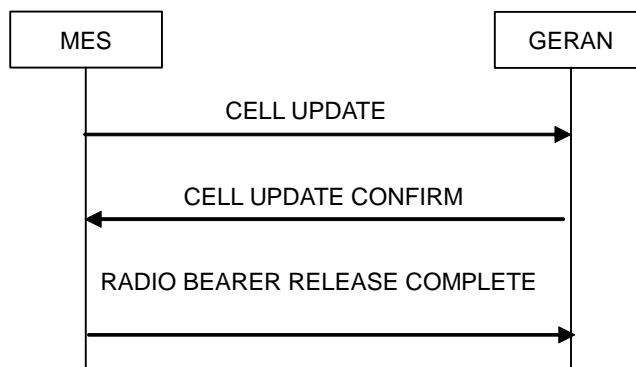 MES
GERAN
CELL UPDATE
CELL UPDATE CONFIRM
RADIO BEARER RELEASE COMPLETE